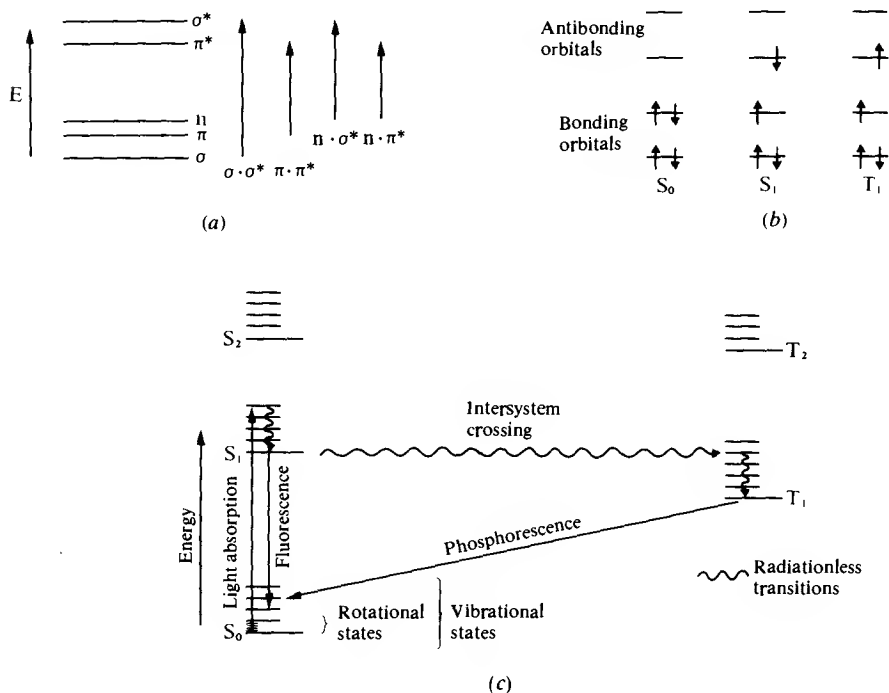 σ*
π*
E
n
π
σ
σ · σ*
π · π*
n · σ*
n · π*
(a)
Antibonding
orbitals
Bonding
orbitals
S₀
S₁
T₁
(b)
S₂
T₂
Intersystem
crossing
S₁
T₁
Energy
Light absorption
Fluorescence
Phosphorescence
Radiationless
transitions
S₀
Rotational
states
Vibrational
states
(c)